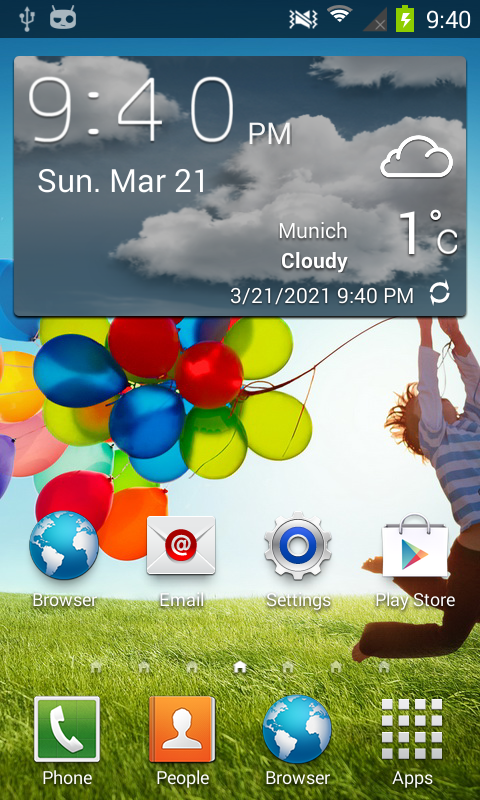 9:40
9:40 PM
Sun. Mar 21
1°C
Munich
Cloudy
3/21/2021 9:40 PM
@
Browser
Email
Settings
Play Store
Phone
People
Browser
Apps